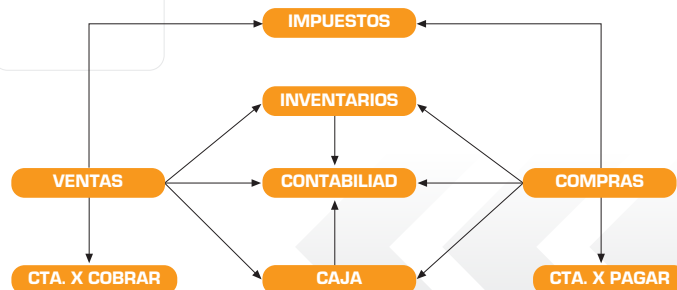 IMPUESTOS
INVENTARIOS
VENTAS
CONTABILIAD
COMPRAS
CTA. X COBRAR
CAJA
CTA. X PAGAR